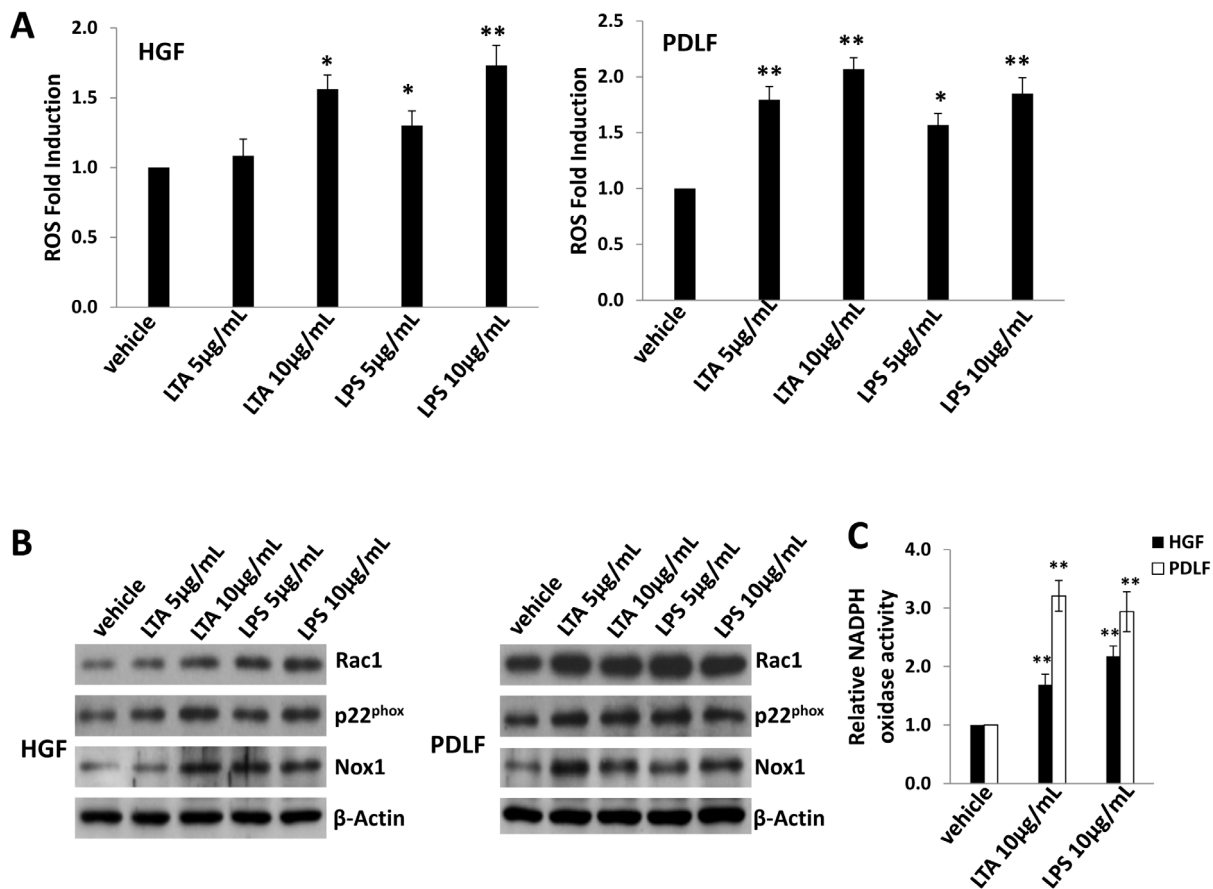 A
HGF
ROS Fold Induction
2.0
**
*
*
1.5
1.0
0.5
0.0
vehicle
LTA 5µg/mL
LTA 10µg/mL
LPS 5µg/mL
LPS 10µg/mL
PDLF
ROS Fold Induction
2.5
**
**
**
*
2.0
1.5
1.0
0.5
0.0
vehicle
LTA 5µg/mL
LTA 10µg/mL
LPS 5µg/mL
LPS 10µg/mL
B
vehicle
LTA 5µg/mL
LTA 10µg/mL
LPS 5µg/mL
LPS 10µg/mL
Rac1
p22phox
HGF
Nox1
β-Actin
vehicle
LTA 5µg/mL
LTA 10µg/mL
LPS 5µg/mL
LPS 10µg/mL
Rac1
p22phox
PDLF
Nox1
β-Actin
C
HGF
PDLF
Relative NADPH
oxidase activity
4.0
**
**
3.0
**
**
2.0
1.0
0.0
vehicle
LTA 10µg/mL
LPS 10µg/mL